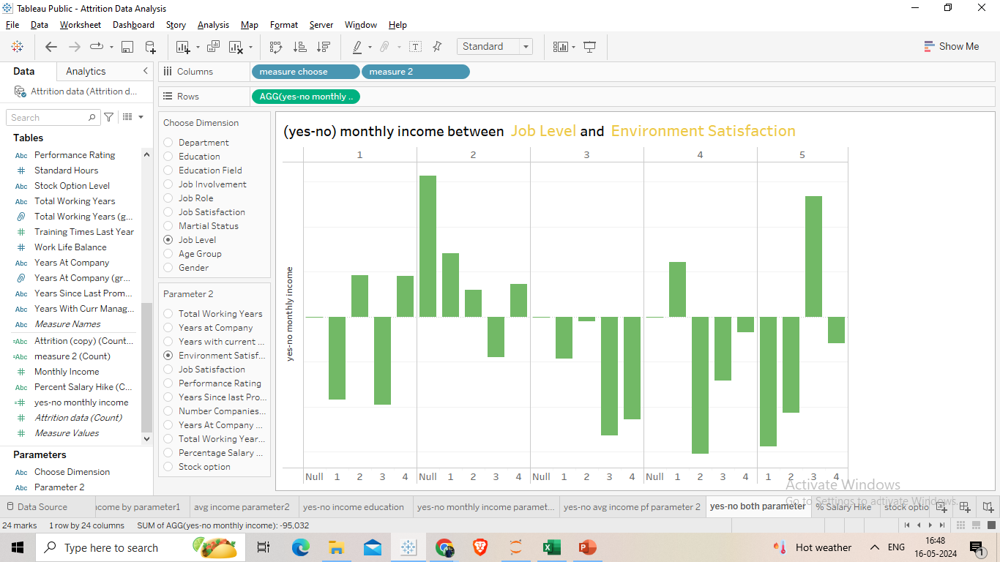 Tableau Public - Attrition Data Analysis
File Data Worksheet Dashboard Story Analysis Map Format Server Window Help
Standard
Show Me
Data Analytics
Attrition data (Attrition d...
Search
Tables
Abc Performance Rating
# Standard Hours
Abc Stock Option Level
Abc Total Working Years
Total Working Years (g...
# Training Times Last Year
# Work Life Balance
Abc Years At Company
Years At Company (gr...
Abc Years Since Last Prom...
Abc Years With Curr Manag...
Abc Measure Names
=Abc Attrition (copy) (Count...
=Abc measure 2 (Count)
# Monthly Income
Abc Percent Salary Hike (C...
=# yes-no monthly income
# Attrition data (Count)
# Measure Values
Parameters
Abc Choose Dimension
Abc Parameter 2
Columns measure choose measure 2
Rows AGG(yes-no monthly ..
Choose Dimension
Department
Education
Education Field
Job Involvement
Job Role
Job Satisfaction
Martial Status
Job Level
Age Group
Gender
Parameter 2
Total Working Years
Years at Company
Years with current ...
Environment Satisf...
Job Satisfaction
Performance Rating
Years Since last Pro...
Number Companies...
Years At Company ...
Total Working Year...
Percentage Salary ...
Stock option
(yes-no) monthly income between Job Level and Environment Satisfaction
1 2 3 4 5
yes-no monthly income
Null 1 2 3 4 Null 1 2 3 4 Null 1 2 3 4 Null 1 2 3 4 1 2 3 4
Activate Windows
Go to Settings to activate Windows.
Data Source come by parameter1 avg income parameter2 yes-no income education yes-no monthly income paramet... yes-no avg income pf parameter 2 yes-no both parameter % Salary Hike stock optio
24 marks 1 row by 24 columns SUM of AGG(yes-no monthly income): -95,032
Type here to search
Hot weather ENG 16:48
16-05-2024
1